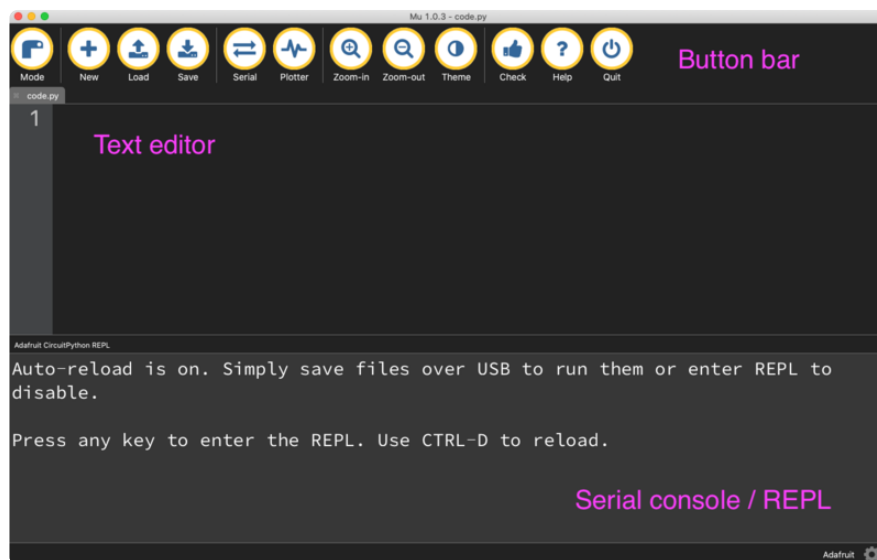 Mu 1.0.3 - code.py
Mode New Load Save Serial Plotter Zoom-in Zoom-out Theme Check Help Quit
Button bar
code.py
1
Text editor
Adafruit CircuitPython REPL
Auto-reload is on. Simply save files over USB to run them or enter REPL to
disable.
Press any key to enter the REPL. Use CTRL-D to reload.
Serial console / REPL
Adafruit